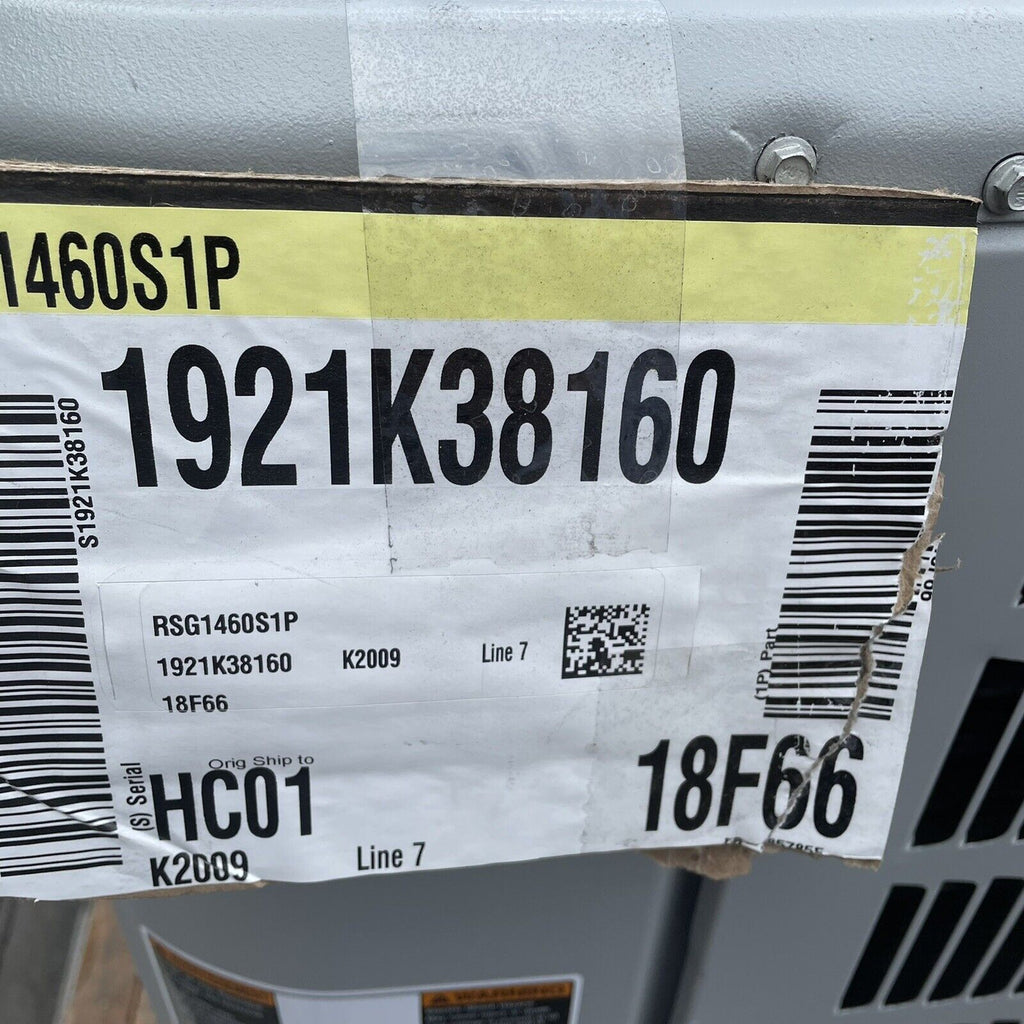 1460S1P
1921K38160
S1921K38160
RSG1460S1P
1921K38160 K2009 Line 7
18F66
(1P) Part
Orig Ship to
(S) Serial
HC01
18F66
K2009
Line 7
WARNING